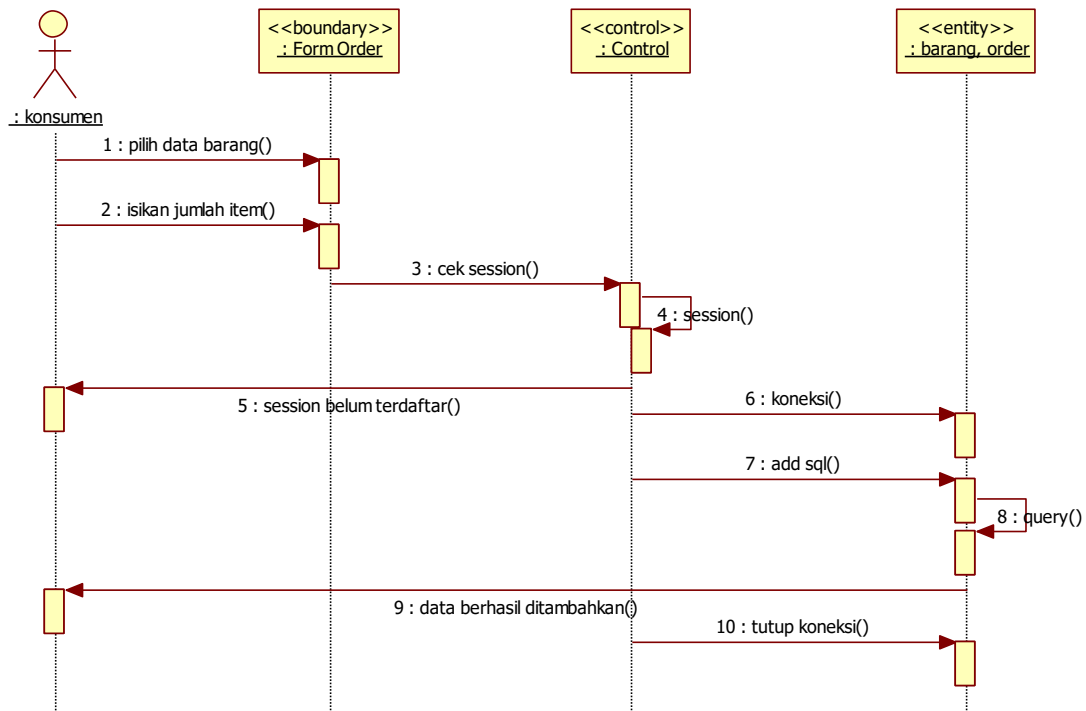 <<boundary>>
: Form Order
<<control>>
: Control
<<entity>>
: barang, order
: konsumen
1 : pilih data barang()
2 : isikan jumlah item()
3 : cek session()
4 : session()
5 : session belum terdaftar()
6 : koneksi()
7 : add sql()
8 : query()
9 : data berhasil ditambahkan()
10 : tutup koneksi()